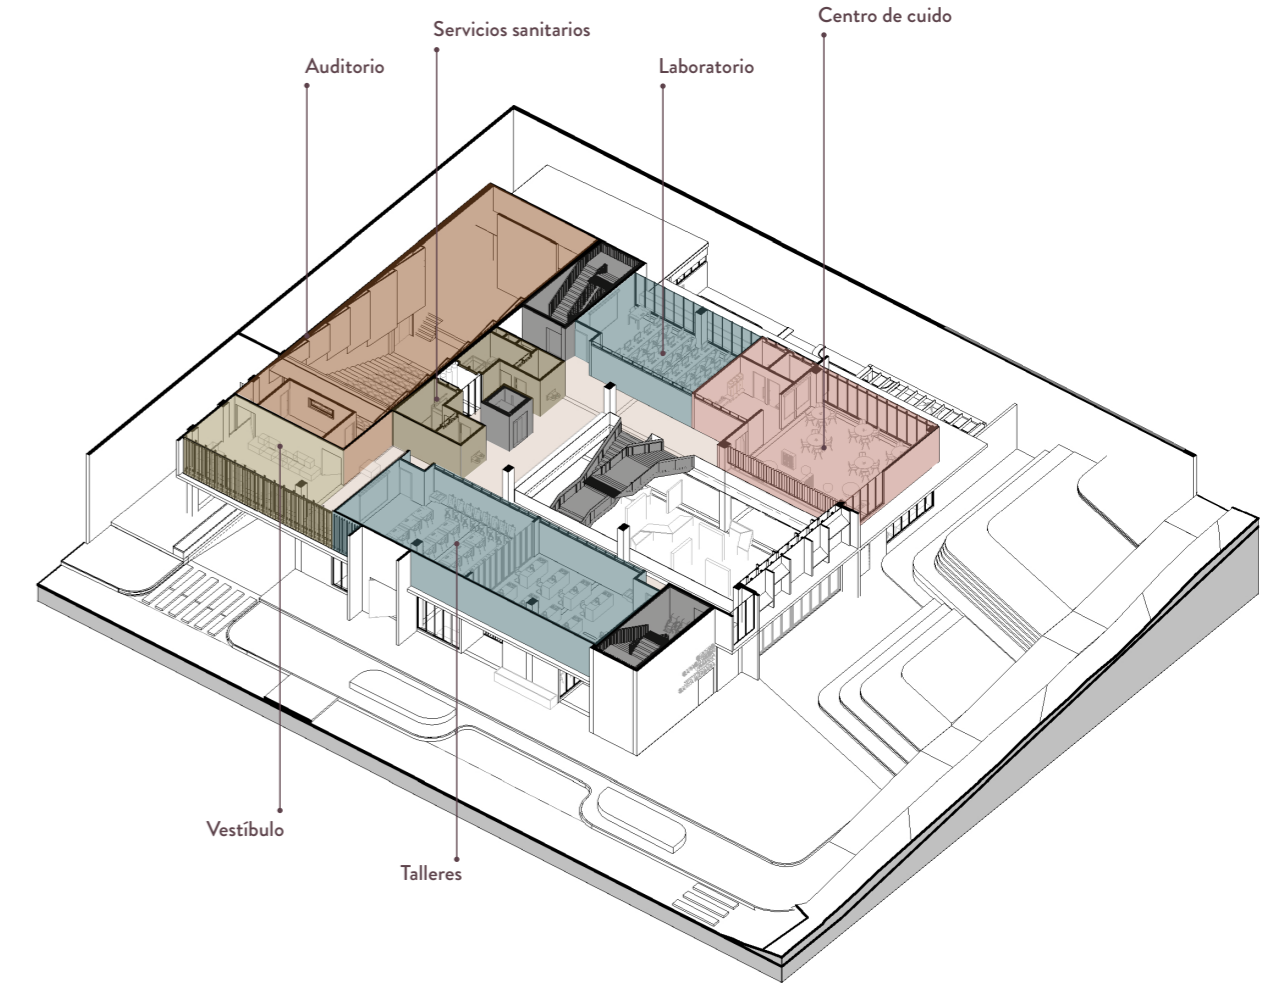 Centro de cuido
Servicios sanitarios
Auditorio
Laboratorio
Vestíbulo
Talleres